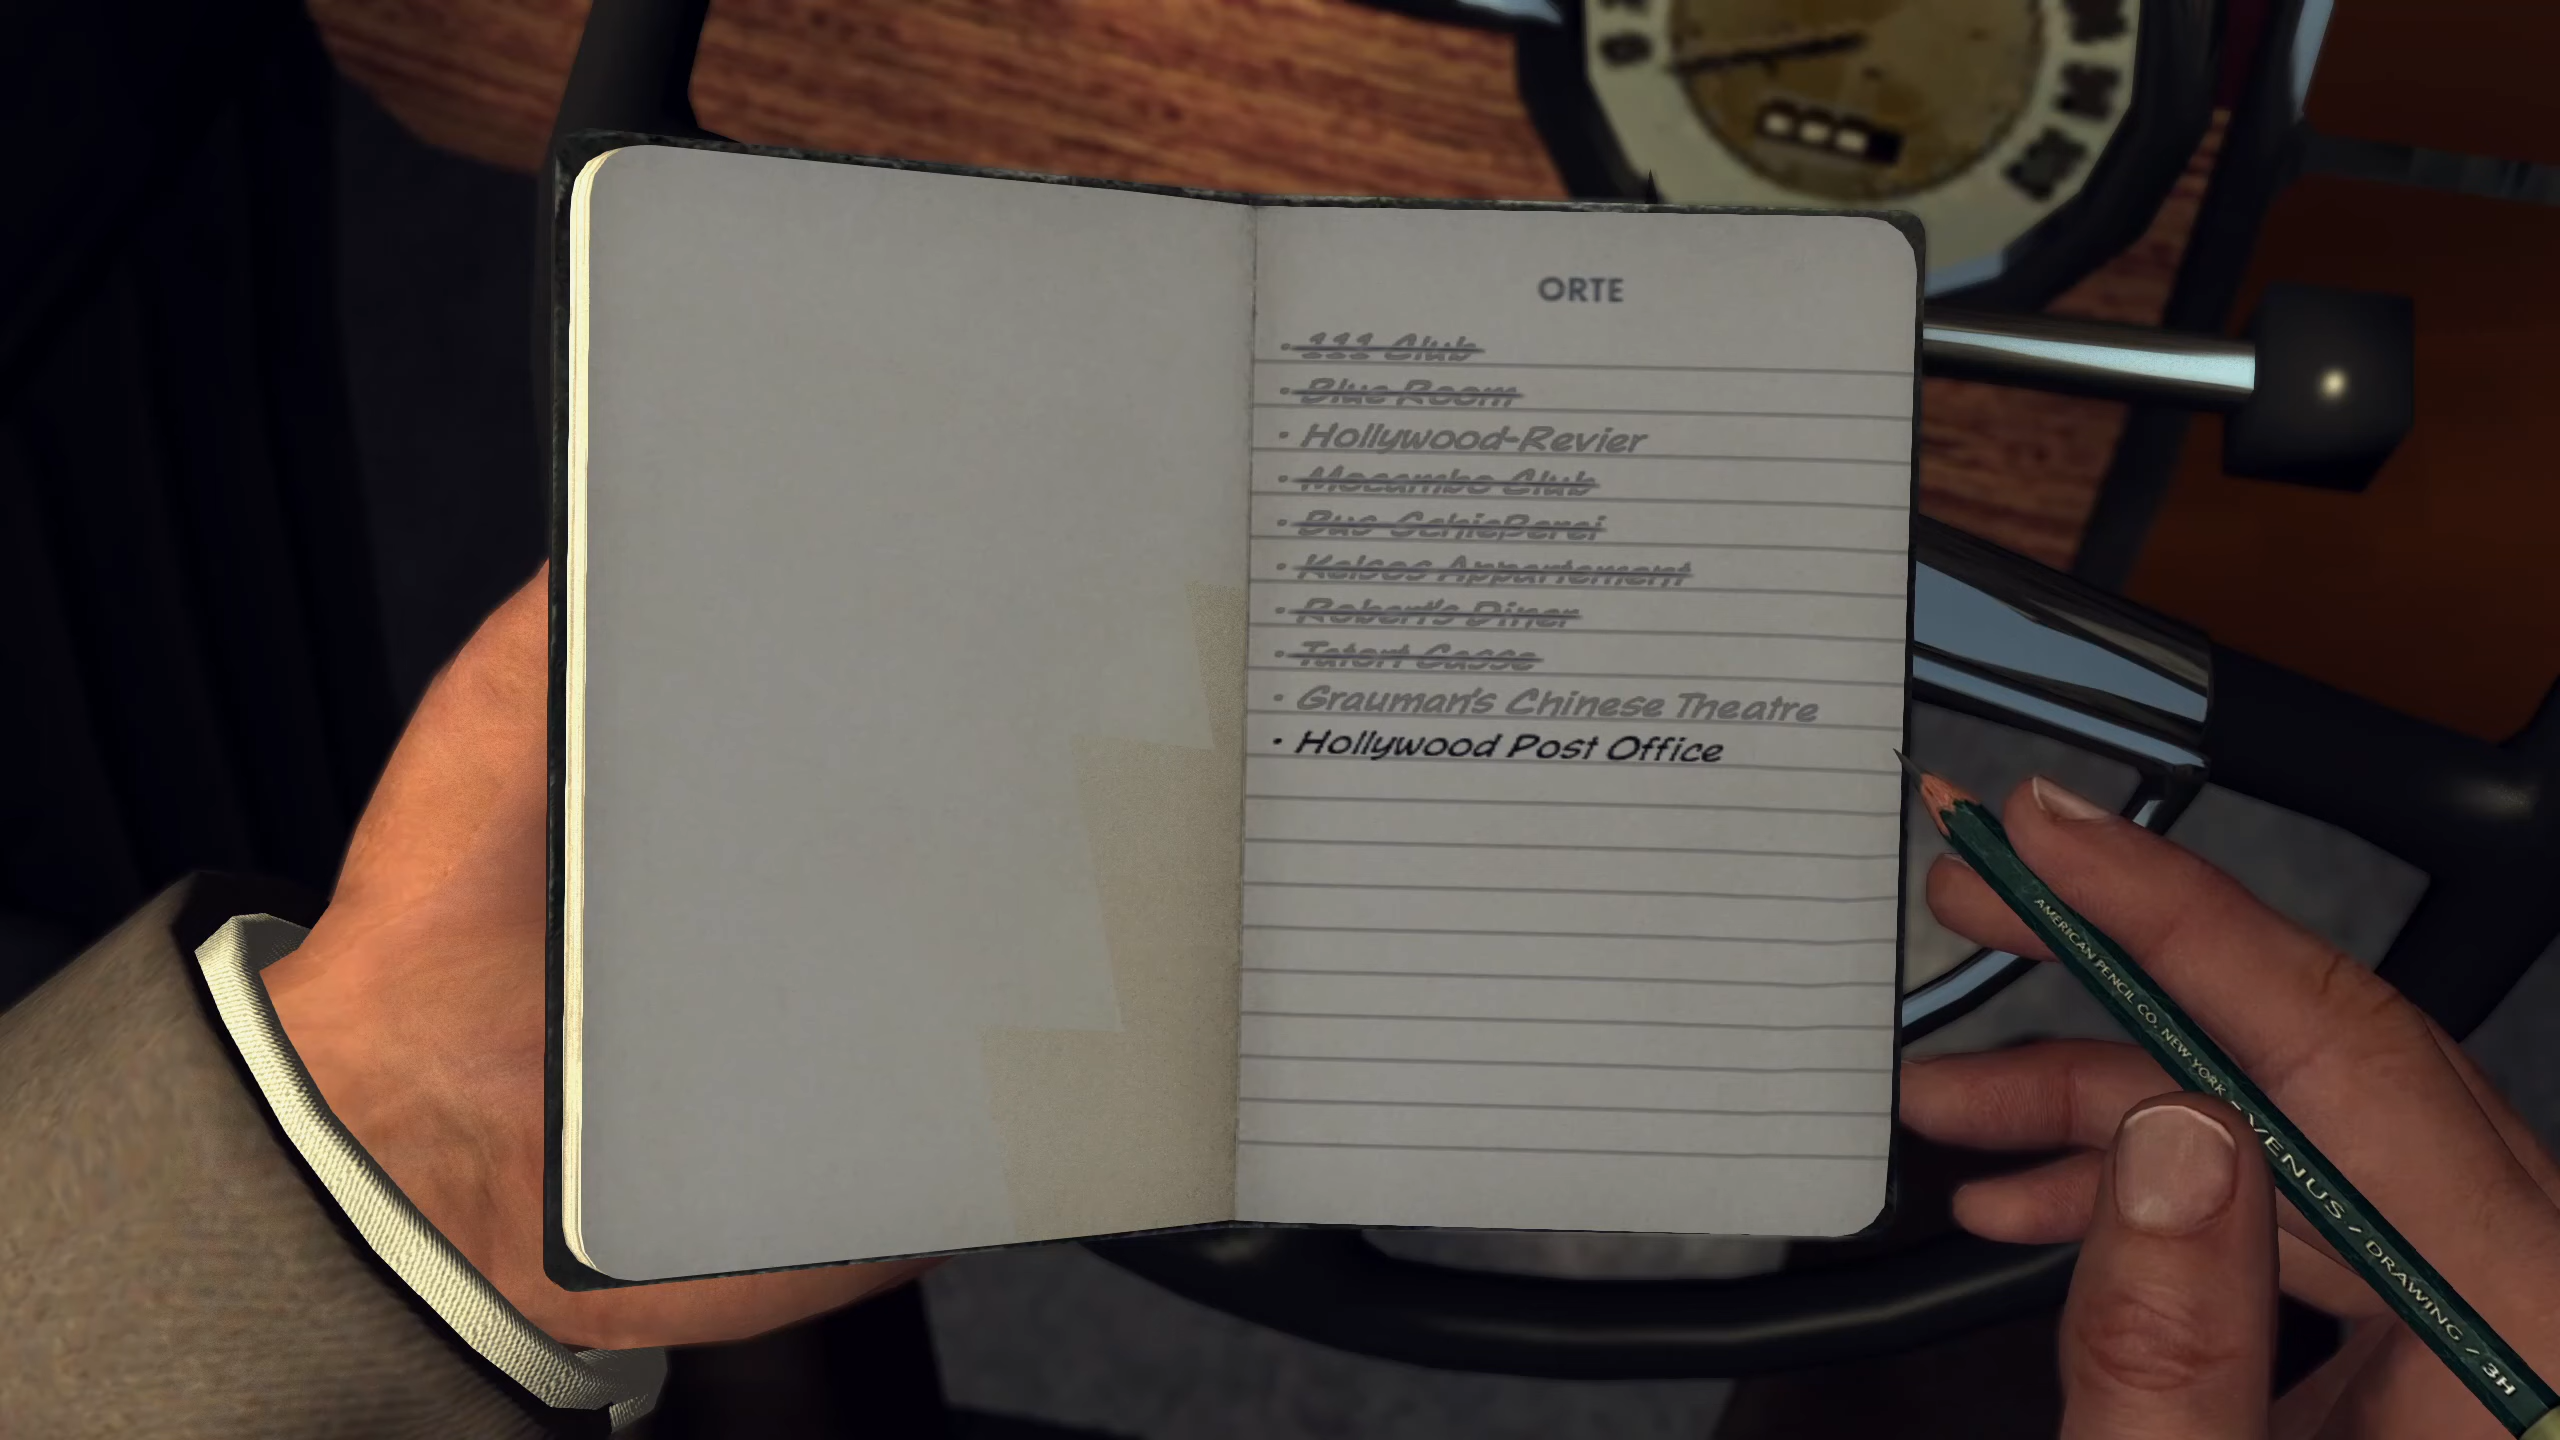 ORTE
· 111 Club
· Blue Room
· Hollywood-Revier
· Mocambo Club
· Bus-Schießerei
· Kelsos Appartement
· Robert's Diner
· Tatort Gasse
· Grauman's Chinese Theatre
· Hollywood Post Office
AMERICAN PENCIL CO. NEW YORK - VENUS / DRAWING / 3H